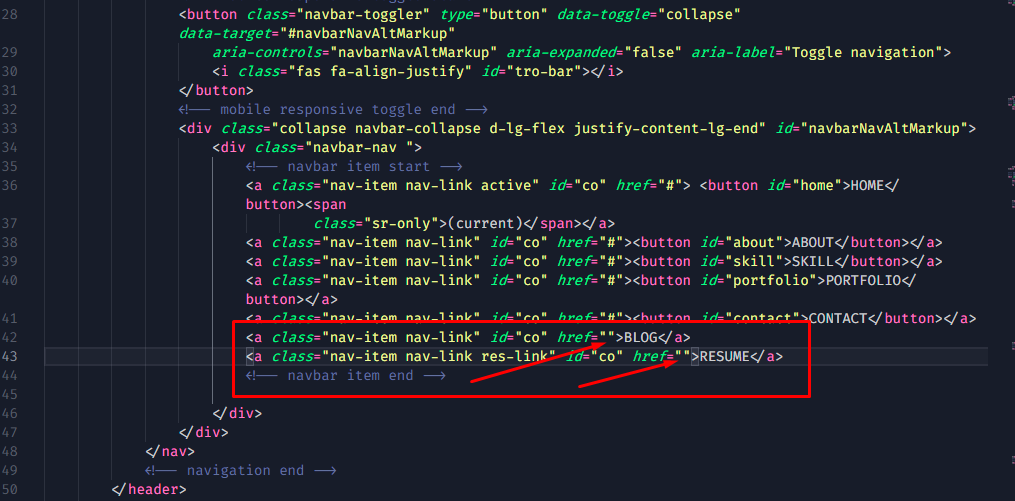 28 <button class="navbar-toggler" type="button" data-toggle="collapse"
data-target="#navbarNavAltMarkup"
29 aria-controls="navbarNavAltMarkup" aria-expanded="false" aria-label="Toggle navigation">
30 <i class="fas fa-align-justify" id="tro-bar"></i>
31 </button>
32 <!-- mobile responsive toggle end -->
33 <div class="collapse navbar-collapse d-lg-flex justify-content-lg-end" id="navbarNavAltMarkup">
34 <div class="navbar-nav ">
35 <!-- navbar item start -->
36 <a class="nav-item nav-link active" id="co" href="#"> <button id="home">HOME</
button><span
37 class="sr-only">(current)</span></a>
38 <a class="nav-item nav-link" id="co" href="#"><button id="about">ABOUT</button></a>
39 <a class="nav-item nav-link" id="co" href="#"><button id="skill">SKILL</button></a>
40 <a class="nav-item nav-link" id="co" href="#"><button id="portfolio">PORTFOLIO</
button></a>
41 <a class="nav-item nav-link" id="co" href="#"><button id="contact">CONTACT</button></a>
42 <a class="nav-item nav-link" id="co" href="">BLOG</a>
43 <a class="nav-item nav-link res-link" id="co" href="">RESUME</a>
44 <!-- navbar item end -->
45
46 </div>
47 </div>
48 </nav>
49 <!-- navigation end -->
50 </header>